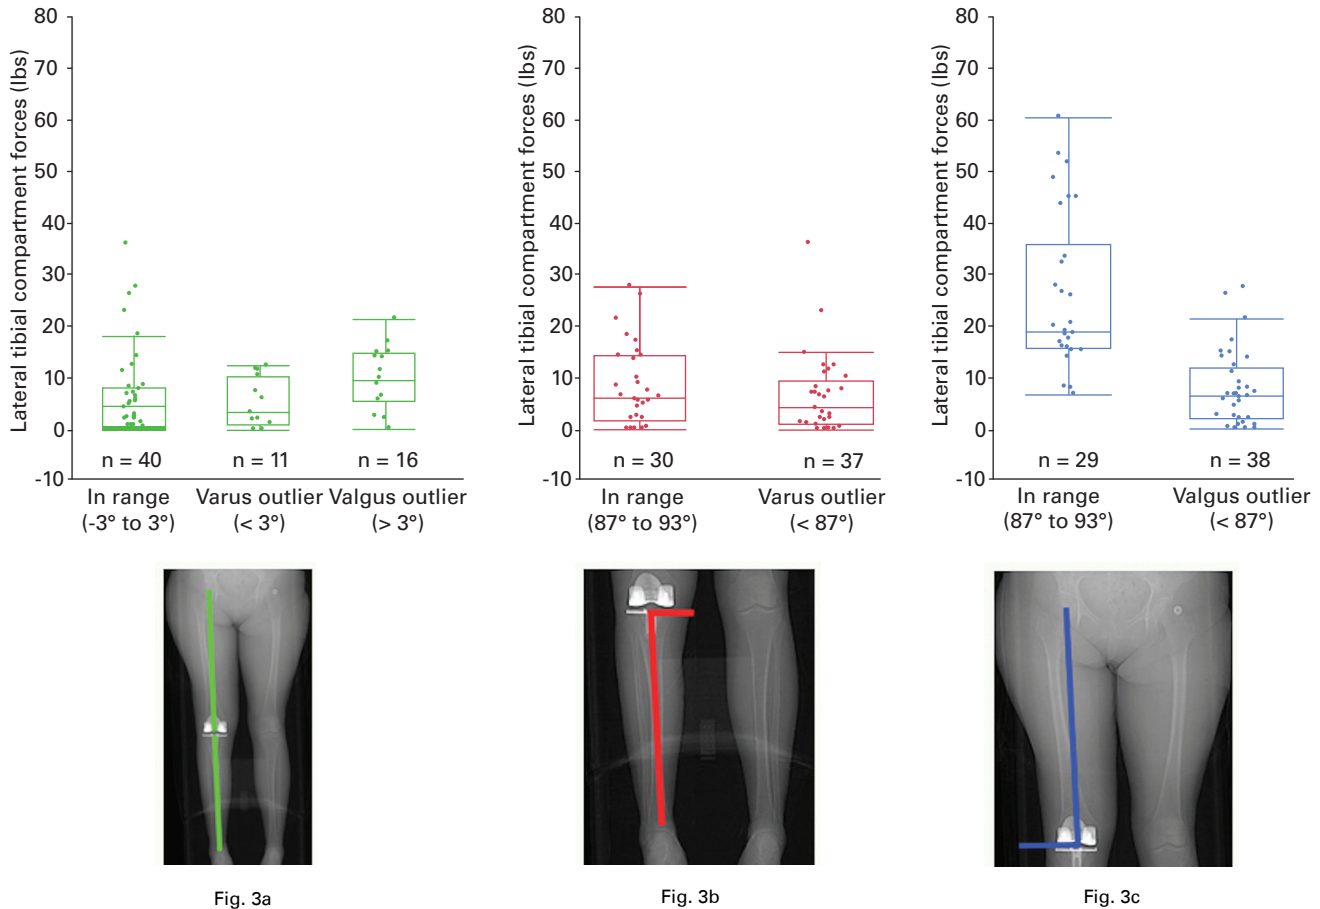 Lateral tibial compartment forces (lbs)
80
70
60
50
40
30
20
10
0
-10
n = 40
n = 11
n = 16
In range
(-3° to 3°)
Varus outlier
(< 3°)
Valgus outlier
(> 3°)
Fig. 3a
Lateral tibial compartment forces (lbs)
80
70
60
50
40
30
20
10
0
-10
n = 30
n = 37
In range
(87° to 93°)
Varus outlier
(< 87°)
Fig. 3b
Lateral tibial compartment forces (lbs)
80
70
60
50
40
30
20
10
0
-10
n = 29
n = 38
In range
(87° to 93°)
Valgus outlier
(< 87°)
Fig. 3c